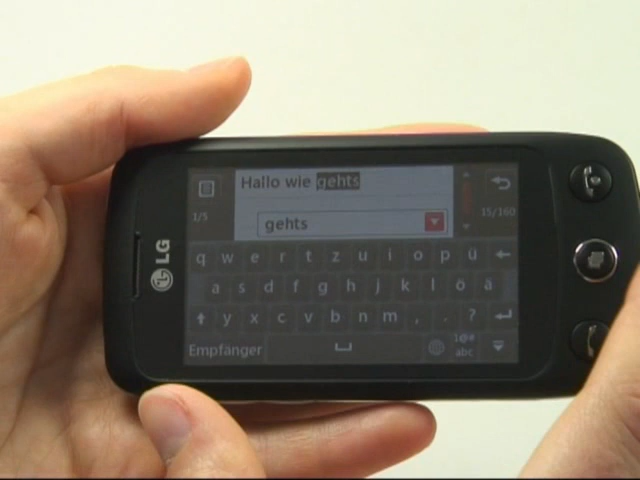 Hallo wie gehts
1/5
15/160
gehts
LG
q w e r t z u i o p ü
a s d f g h j k l ö ä
y x c v b n m , . ?
Empfänger
1@#
abc